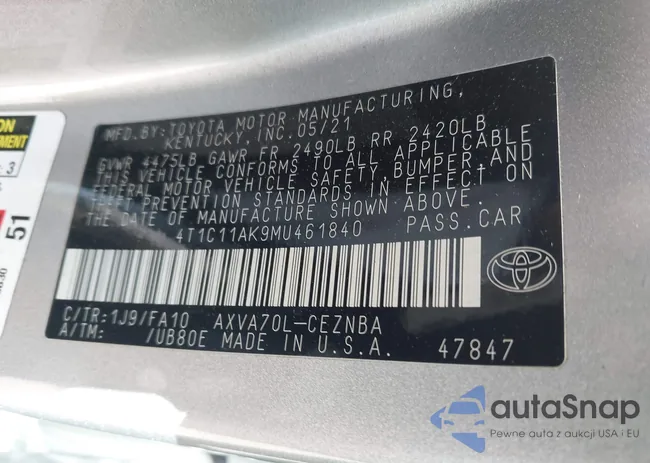 MFD.BY:TOYOTA MOTOR MANUFACTURING,
KENTUCKY, INC.05/21
GVWR 4475LB GAWR FR 2490LB RR 2420LB
THIS VEHICLE CONFORMS TO ALL APPLICABLE
FEDERAL MOTOR VEHICLE SAFETY,BUMPER,AND
THEFT PREVENTION STANDARDS IN EFFECT ON
THE DATE OF MANUFACTURE SHOWN ABOVE.
4T1C11AK9MU461840 PASS.CAR
C/TR:1J9/FA10 AXVA70L-CEZNBA
A/TM: /UB80E MADE IN U.S.A. 47847
51
3
autaSnap
Pewne auta z aukcji USA i EU